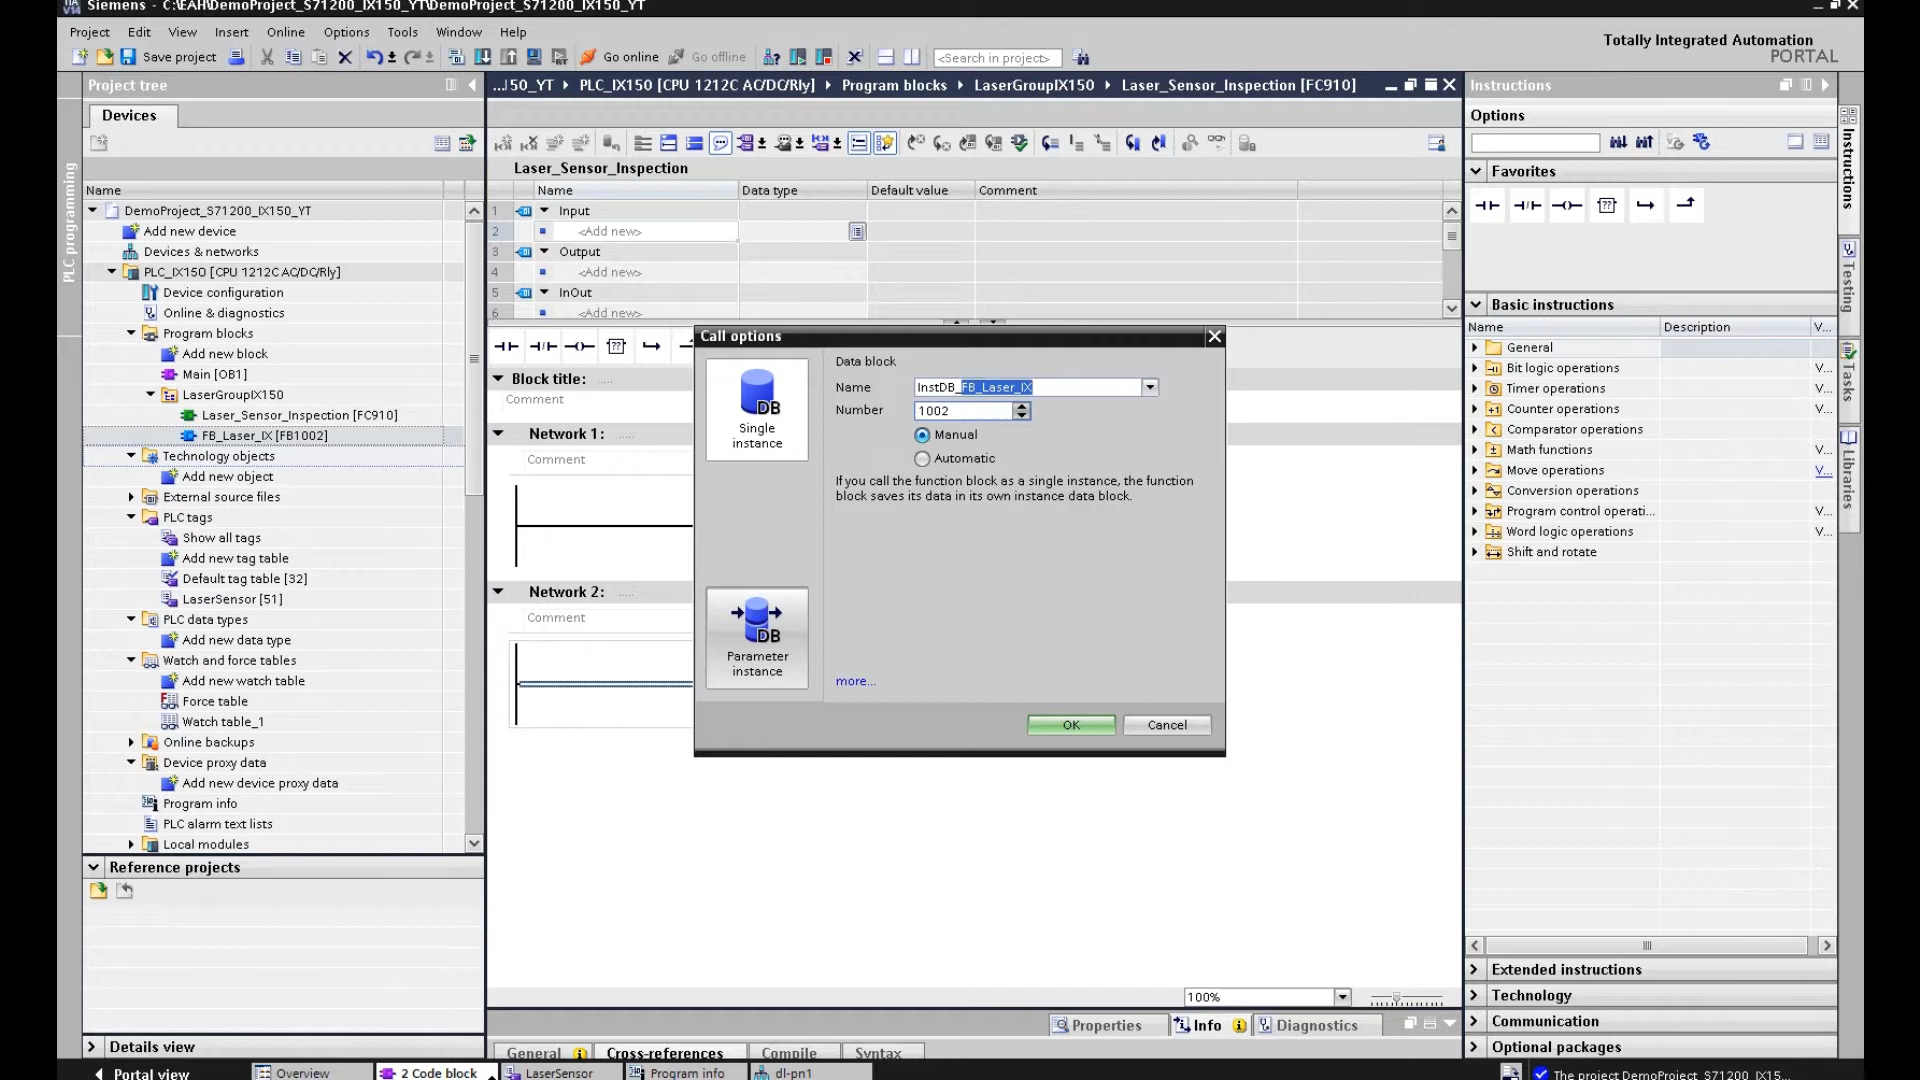 Siemens - C:\EAH\DemoProject_S71200_IX150_YT\DemoProject_S71200_IX150_YT
Project Edit View Insert Online Options Tools Window Help
Totally Integrated Automation
PORTAL
Save project
Go online
Go offline
<Search in project>
Project tree
Devices
Name
DemoProject_S71200_IX150_YT
Add new device
Devices & networks
PLC_IX150 [CPU 1212C AC/DC/Rly]
Device configuration
Online & diagnostics
Program blocks
Add new block
Main [OB1]
LaserGroupIX150
Laser_Sensor_Inspection [FC910]
FB_Laser_IX [FB1002]
Technology objects
Add new object
External source files
PLC tags
Show all tags
Add new tag table
Default tag table [32]
LaserSensor [51]
PLC data types
Add new data type
Watch and force tables
Add new watch table
Force table
Watch table_1
Online backups
Device proxy data
Add new device proxy data
Program info
PLC alarm text lists
Local modules
Reference projects
Details view
PLC programming
...50_YT PLC_IX150 [CPU 1212C AC/DC/Rly] Program blocks LaserGroupIX150 Laser_Sensor_Inspection [FC910]
Laser_Sensor_Inspection
Name Data type Default value Comment
1 Input
2 <Add new>
3 Output
4 <Add new>
5 InOut
6 <Add new>
Block title: .....
Comment
Network 1: .....
Comment
Network 2: .....
Comment
Call options
DB
Single
instance
DB
Parameter
instance
Data block
Name InstDB_FB_Laser_IX
Number 1002
Manual
Automatic
If you call the function block as a single instance, the function
block saves its data in its own instance data block.
more...
OK Cancel
100%
Properties Info Diagnostics
General Cross-references Compile Syntax
Instructions
Options
Favorites
??
Basic instructions
Name Description V...
General
Bit logic operations V...
Timer operations V...
Counter operations V...
Comparator operations V...
Math functions V...
Move operations V...
Conversion operations V...
Program control operati... V...
Word logic operations V...
Shift and rotate V...
Extended instructions
Technology
Communication
Optional packages
Instructions
Testing
Tasks
Libraries
Portal view Overview 2 Code block LaserSensor Program info dl-pn1
The project DemoProject_S71200_IX15...